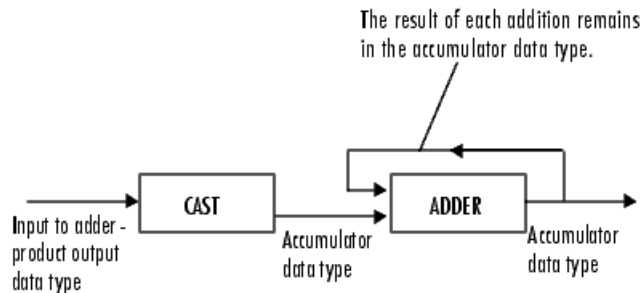 The result of each addition remains
in the accumulator data type.
CAST
ADDER
Input to adder -
product output
data type
Accumulator
data type
Accumulator
data type